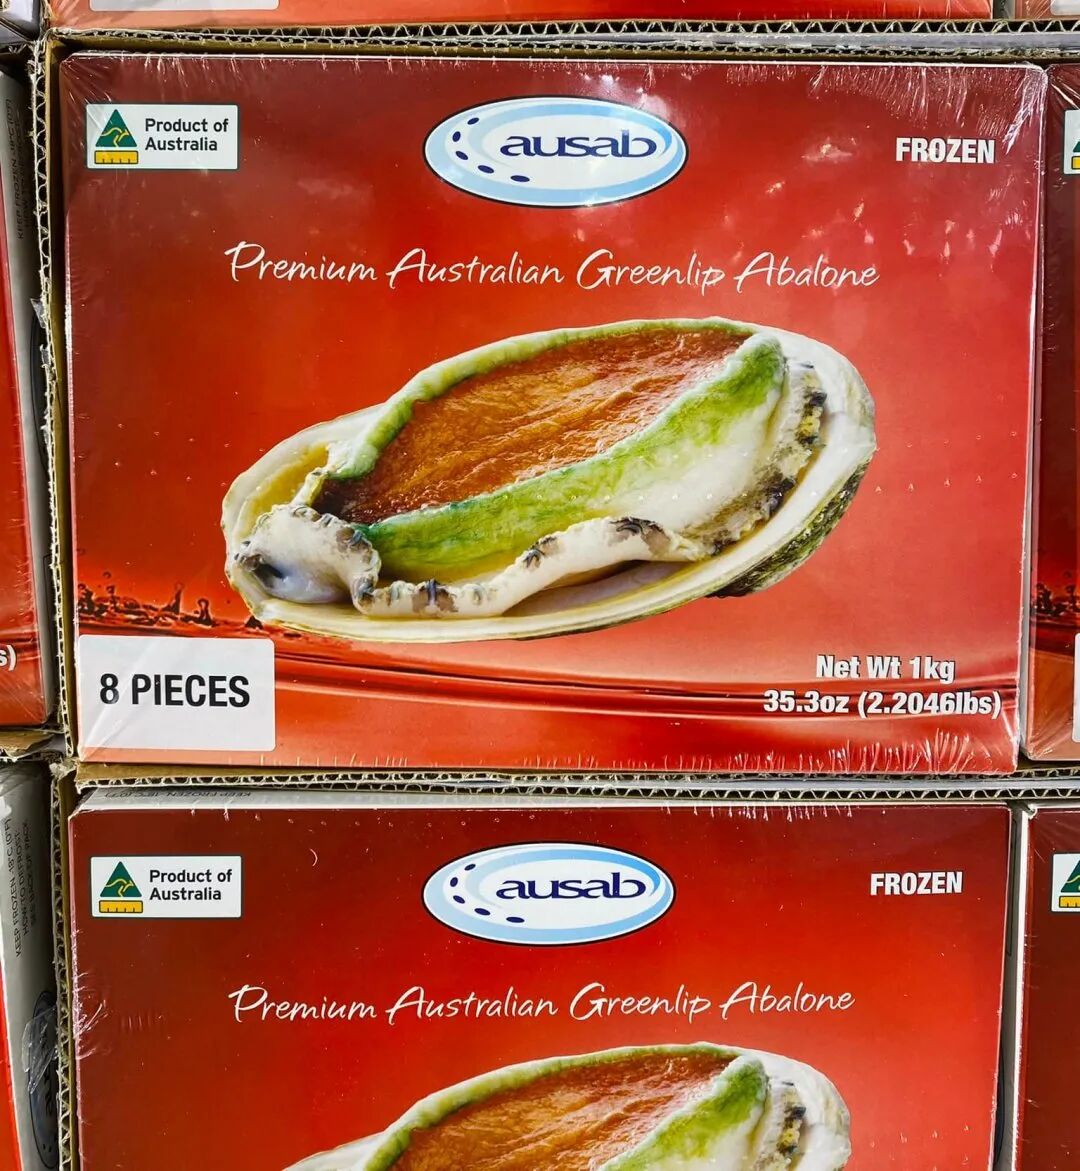 Product of
Australia
ausab
FROZEN
Premium Australian Greenlip Abalone
8 PIECES
Net Wt 1kg
35.3oz (2.2046lbs)
s)
Product of
Australia
ausab
FROZEN
Premium Australian Greenlip Abalone